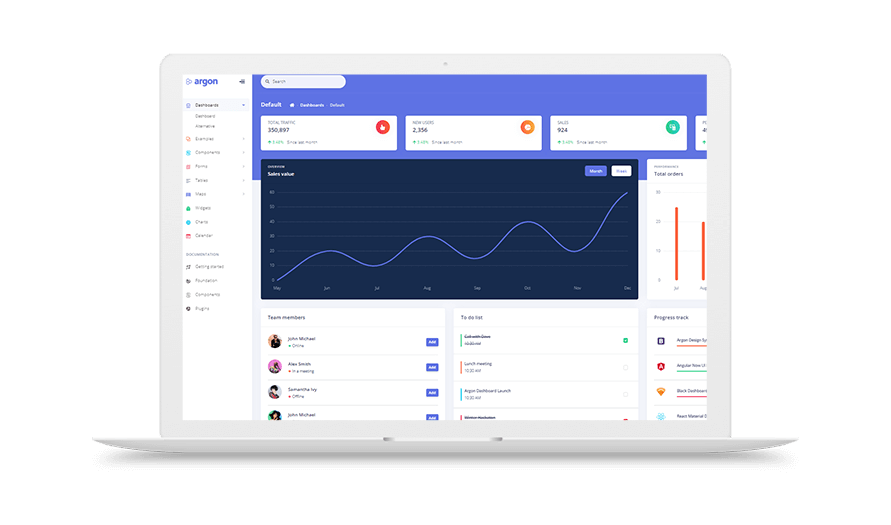 argon
Search
Dashboards
Dashboard
Alternative
Examples
Components
Forms
Tables
Maps
Widgets
Charts
Calendar
DOCUMENTATION
Getting started
Foundation
Components
Plugins
Default
Dashboards
Default
TOTAL TRAFFIC
350,897
3.48% Since last month
NEW USERS
2,356
3.48% Since last month
SALES
924
3.48% Since last month
OVERVIEW
Sales value
Month
Week
60
50
40
30
20
10
0
May Jun Jul Aug Sep Oct Nov Dec
PERFORMANCE
Total orders
30
20
10
0
Jul
Team members
John Michael
Online
Add
Alex Smith
In a meeting
Add
Samantha Ivy
Offline
Add
John Michael
Add
To do list
Call with Dave
10:30 AM
Lunch meeting
10:30 AM
Argon Dashboard Launch
10:30 AM
Winter Hackaton
Progress track
Argon Design Sy
Angular Now UI
Black Dashboard
React Material D